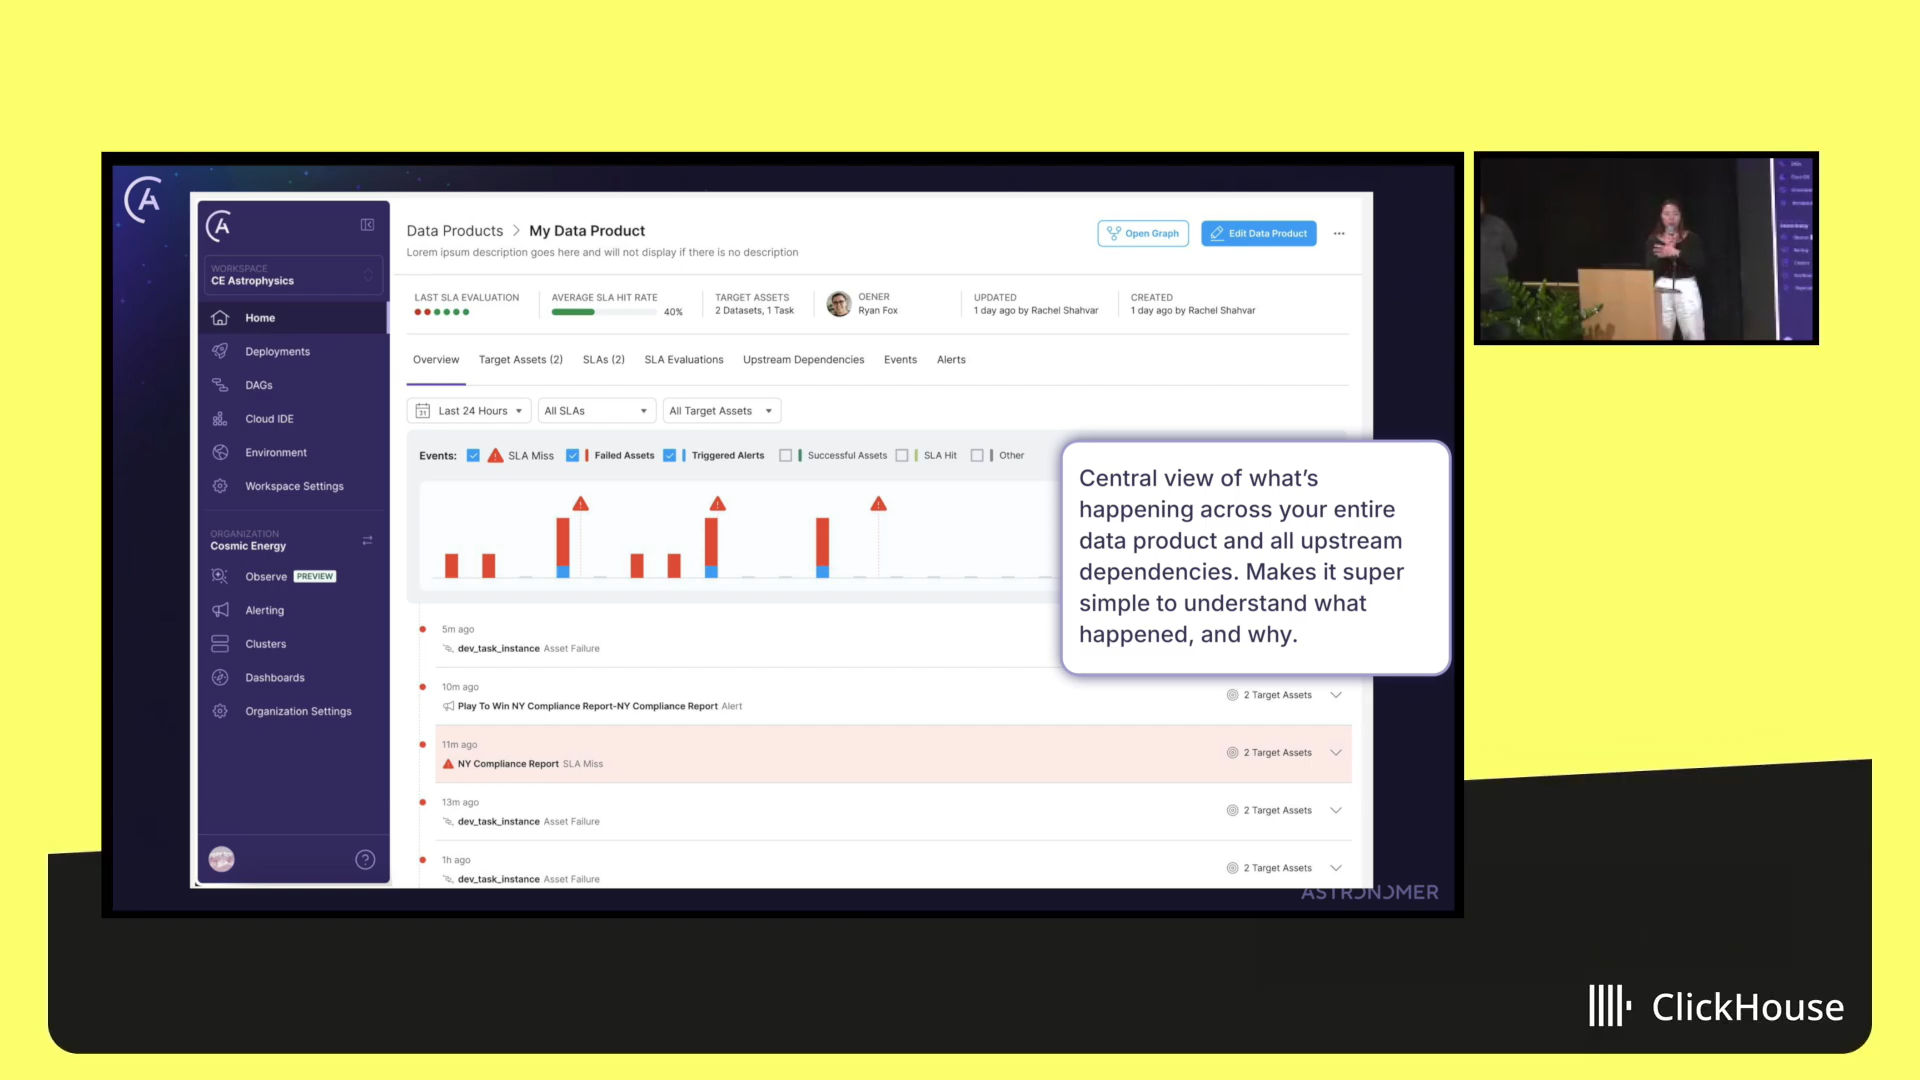 WORKSPACE
CE Astrophysics
Home
Deployments
DAGs
Cloud IDE
Environment
Workspace Settings
ORGANIZATION
Cosmic Energy
Observe PREVIEW
Alerting
Clusters
Dashboards
Organization Settings
Data Products > My Data Product
Lorem ipsum description goes here and will not display if there is no description
Open Graph
Edit Data Product
LAST SLA EVALUATION
AVERAGE SLA HIT RATE
40%
TARGET ASSETS
2 Datasets, 1 Task
OENER
Ryan Fox
UPDATED
1 day ago by Rachel Shahvar
CREATED
1 day ago by Rachel Shahvar
Overview Target Assets (2) SLAs (2) SLA Evaluations Upstream Dependencies Events Alerts
31 Last 24 Hours All SLAs All Target Assets
Events: SLA Miss Failed Assets Triggered Alerts Successful Assets SLA Hit Other
Central view of what's
happening across your entire
data product and all upstream
dependencies. Makes it super
simple to understand what
happened, and why.
5m ago
dev_task_instance Asset Failure
10m ago
Play To Win NY Compliance Report-NY Compliance Report Alert
2 Target Assets
11m ago
NY Compliance Report SLA Miss
2 Target Assets
13m ago
dev_task_instance Asset Failure
2 Target Assets
1h ago
dev_task_instance Asset Failure
2 Target Assets
ASTRONOMER
ClickHouse